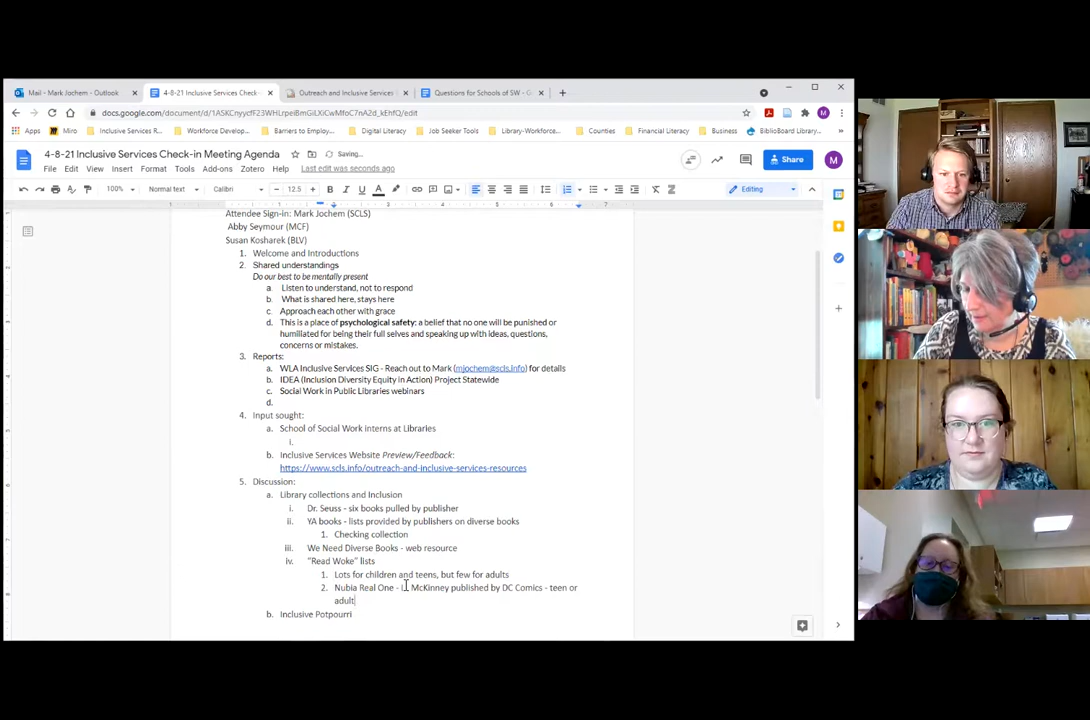 Mail - Mark Jochem - Outlook
4-8-21 Inclusive Services Check-
Outreach and Inclusive Services
Questions for Schools of SW - G
docs.google.com/document/d/
Apps Miro Inclusive Services R... Workforce Develop... Barriers to Employ... Digital Literacy Job Seeker Tools Library-Workforce... Counties Financial Literacy Business BiblioBoard Library...
4-8-21 Inclusive Services Check-in Meeting Agenda
Saving...
Share
M
File Edit View Insert Format Tools Add-ons Zotero Help Last edit was seconds ago
100% Normal text Calibri 12.5 Editing
Attendee Sign-in: Mark Jochem (SCLS)
Abby Seymour (MCF)
Susan Kosharek (BLV)
1. Welcome and Introductions
2. Shared understandings
Do our best to be mentally present
a. Listen to understand, not to respond
b. What is shared here, stays here
c. Approach each other with grace
d. This is a place of psychological safety: a belief that no one will be punished or
humiliated for being their full selves and speaking up with ideas, questions,
concerns or mistakes.
3. Reports:
a. WLA Inclusive Services SIG - Reach out to Mark (mjochem@scls.info) for details
b. IDEA (Inclusion Diversity Equity in Action) Project Statewide
c. Social Work in Public Libraries webinars
d.
4. Input sought:
a. School of Social Work Interns at Libraries
i.
b. Inclusive Services Website Preview/Feedback:
https://www.scls.info/outreach-and-inclusive-services-resources
5. Discussion:
a. Library collections and Inclusion
i. Dr. Seuss - six books pulled by publisher
ii. YA books - lists provided by publishers on diverse books
1. Checking collection
iii. We Need Diverse Books - web resource
iv. "Read Woke" lists
1. Lots for children and teens, but few for adults
2. Nubia Real One - L. McKinney published by DC Comics - teen or
adult
b. Inclusive Potpourri